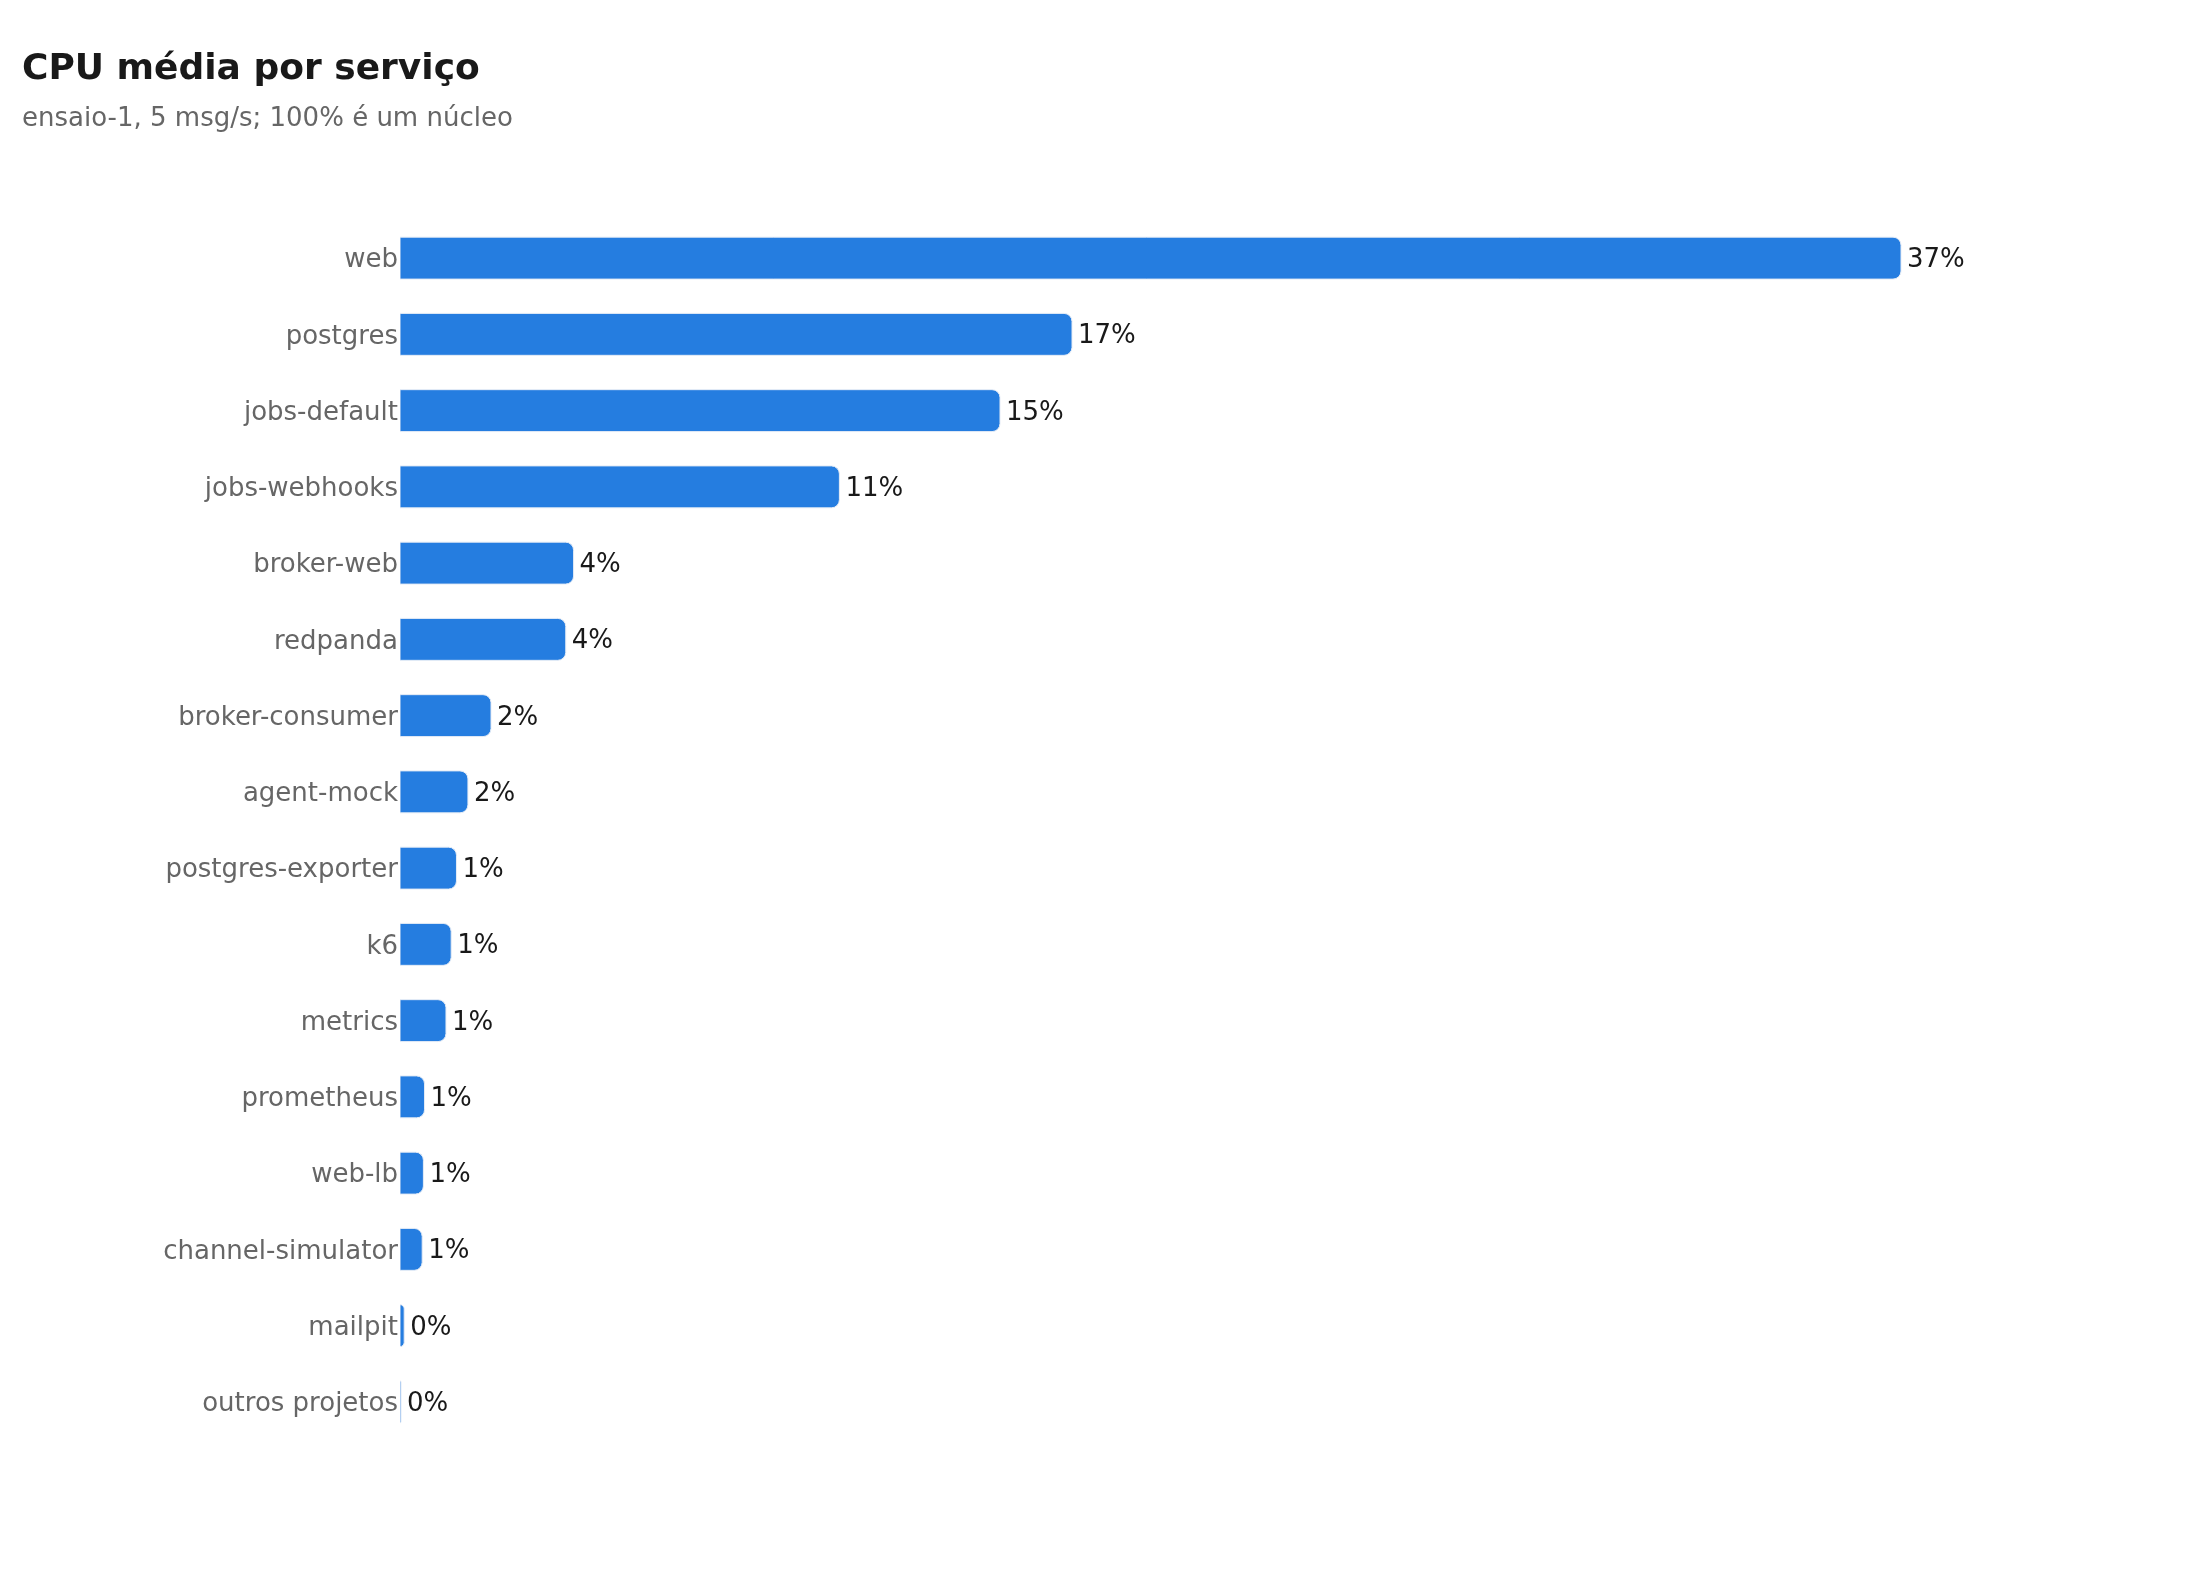 CPU média por serviço
ensaio-1, 5 msg/s; 100% é um núcleo
web 37%
postgres 17%
jobs-default 15%
jobs-webhooks 11%
broker-web 4%
redpanda 4%
broker-consumer 2%
agent-mock 2%
postgres-exporter 1%
k6 1%
metrics 1%
prometheus 1%
web-lb 1%
channel-simulator 1%
mailpit 0%
outros projetos 0%